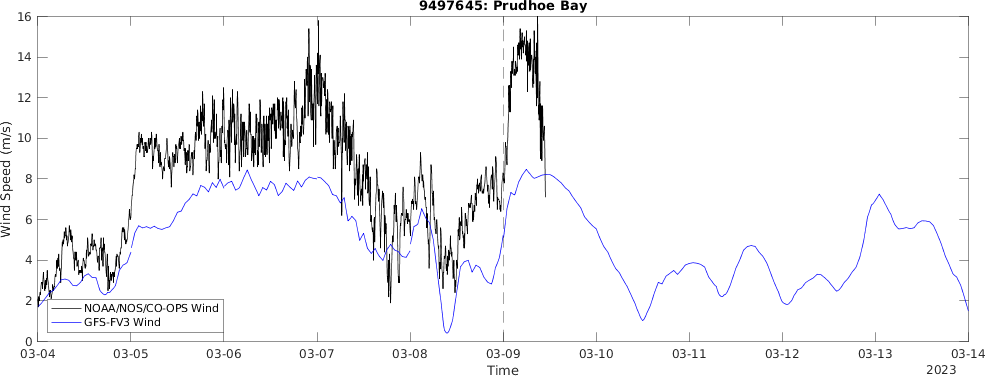 9497645: Prudhoe Bay
Wind Speed (m/s)
16
14
12
10
8
6
4
2
0
NOAA/NOS/CO-OPS Wind
GFS-FV3 Wind
03-04 03-05 03-06 03-07 03-08 03-09 03-10 03-11 03-12 03-13 03-14
Time
2023